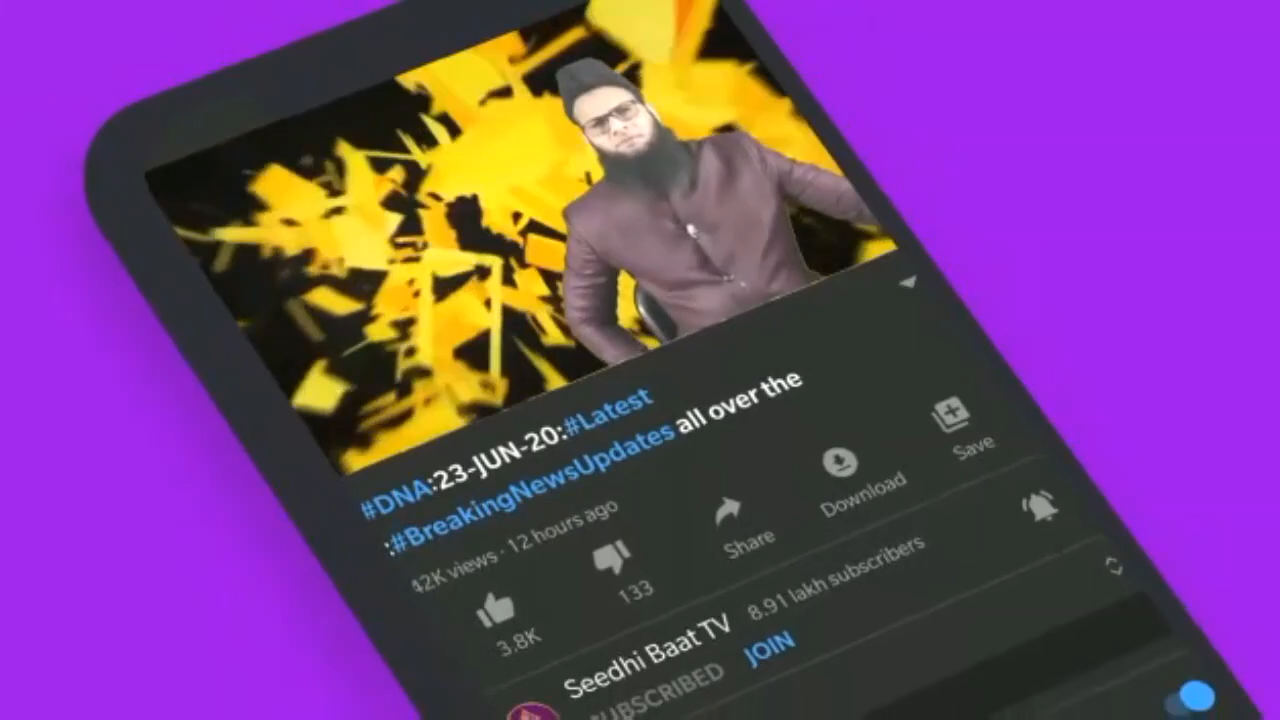 #DNA:23-JUN-20:#Latest
:#BreakingNewsUpdates all over the
42K views · 12 hours ago
3.8K
133
Share
Download
Save
Seedhi Baat TV 8.91 lakh subscribers
SUBSCRIBED JOIN